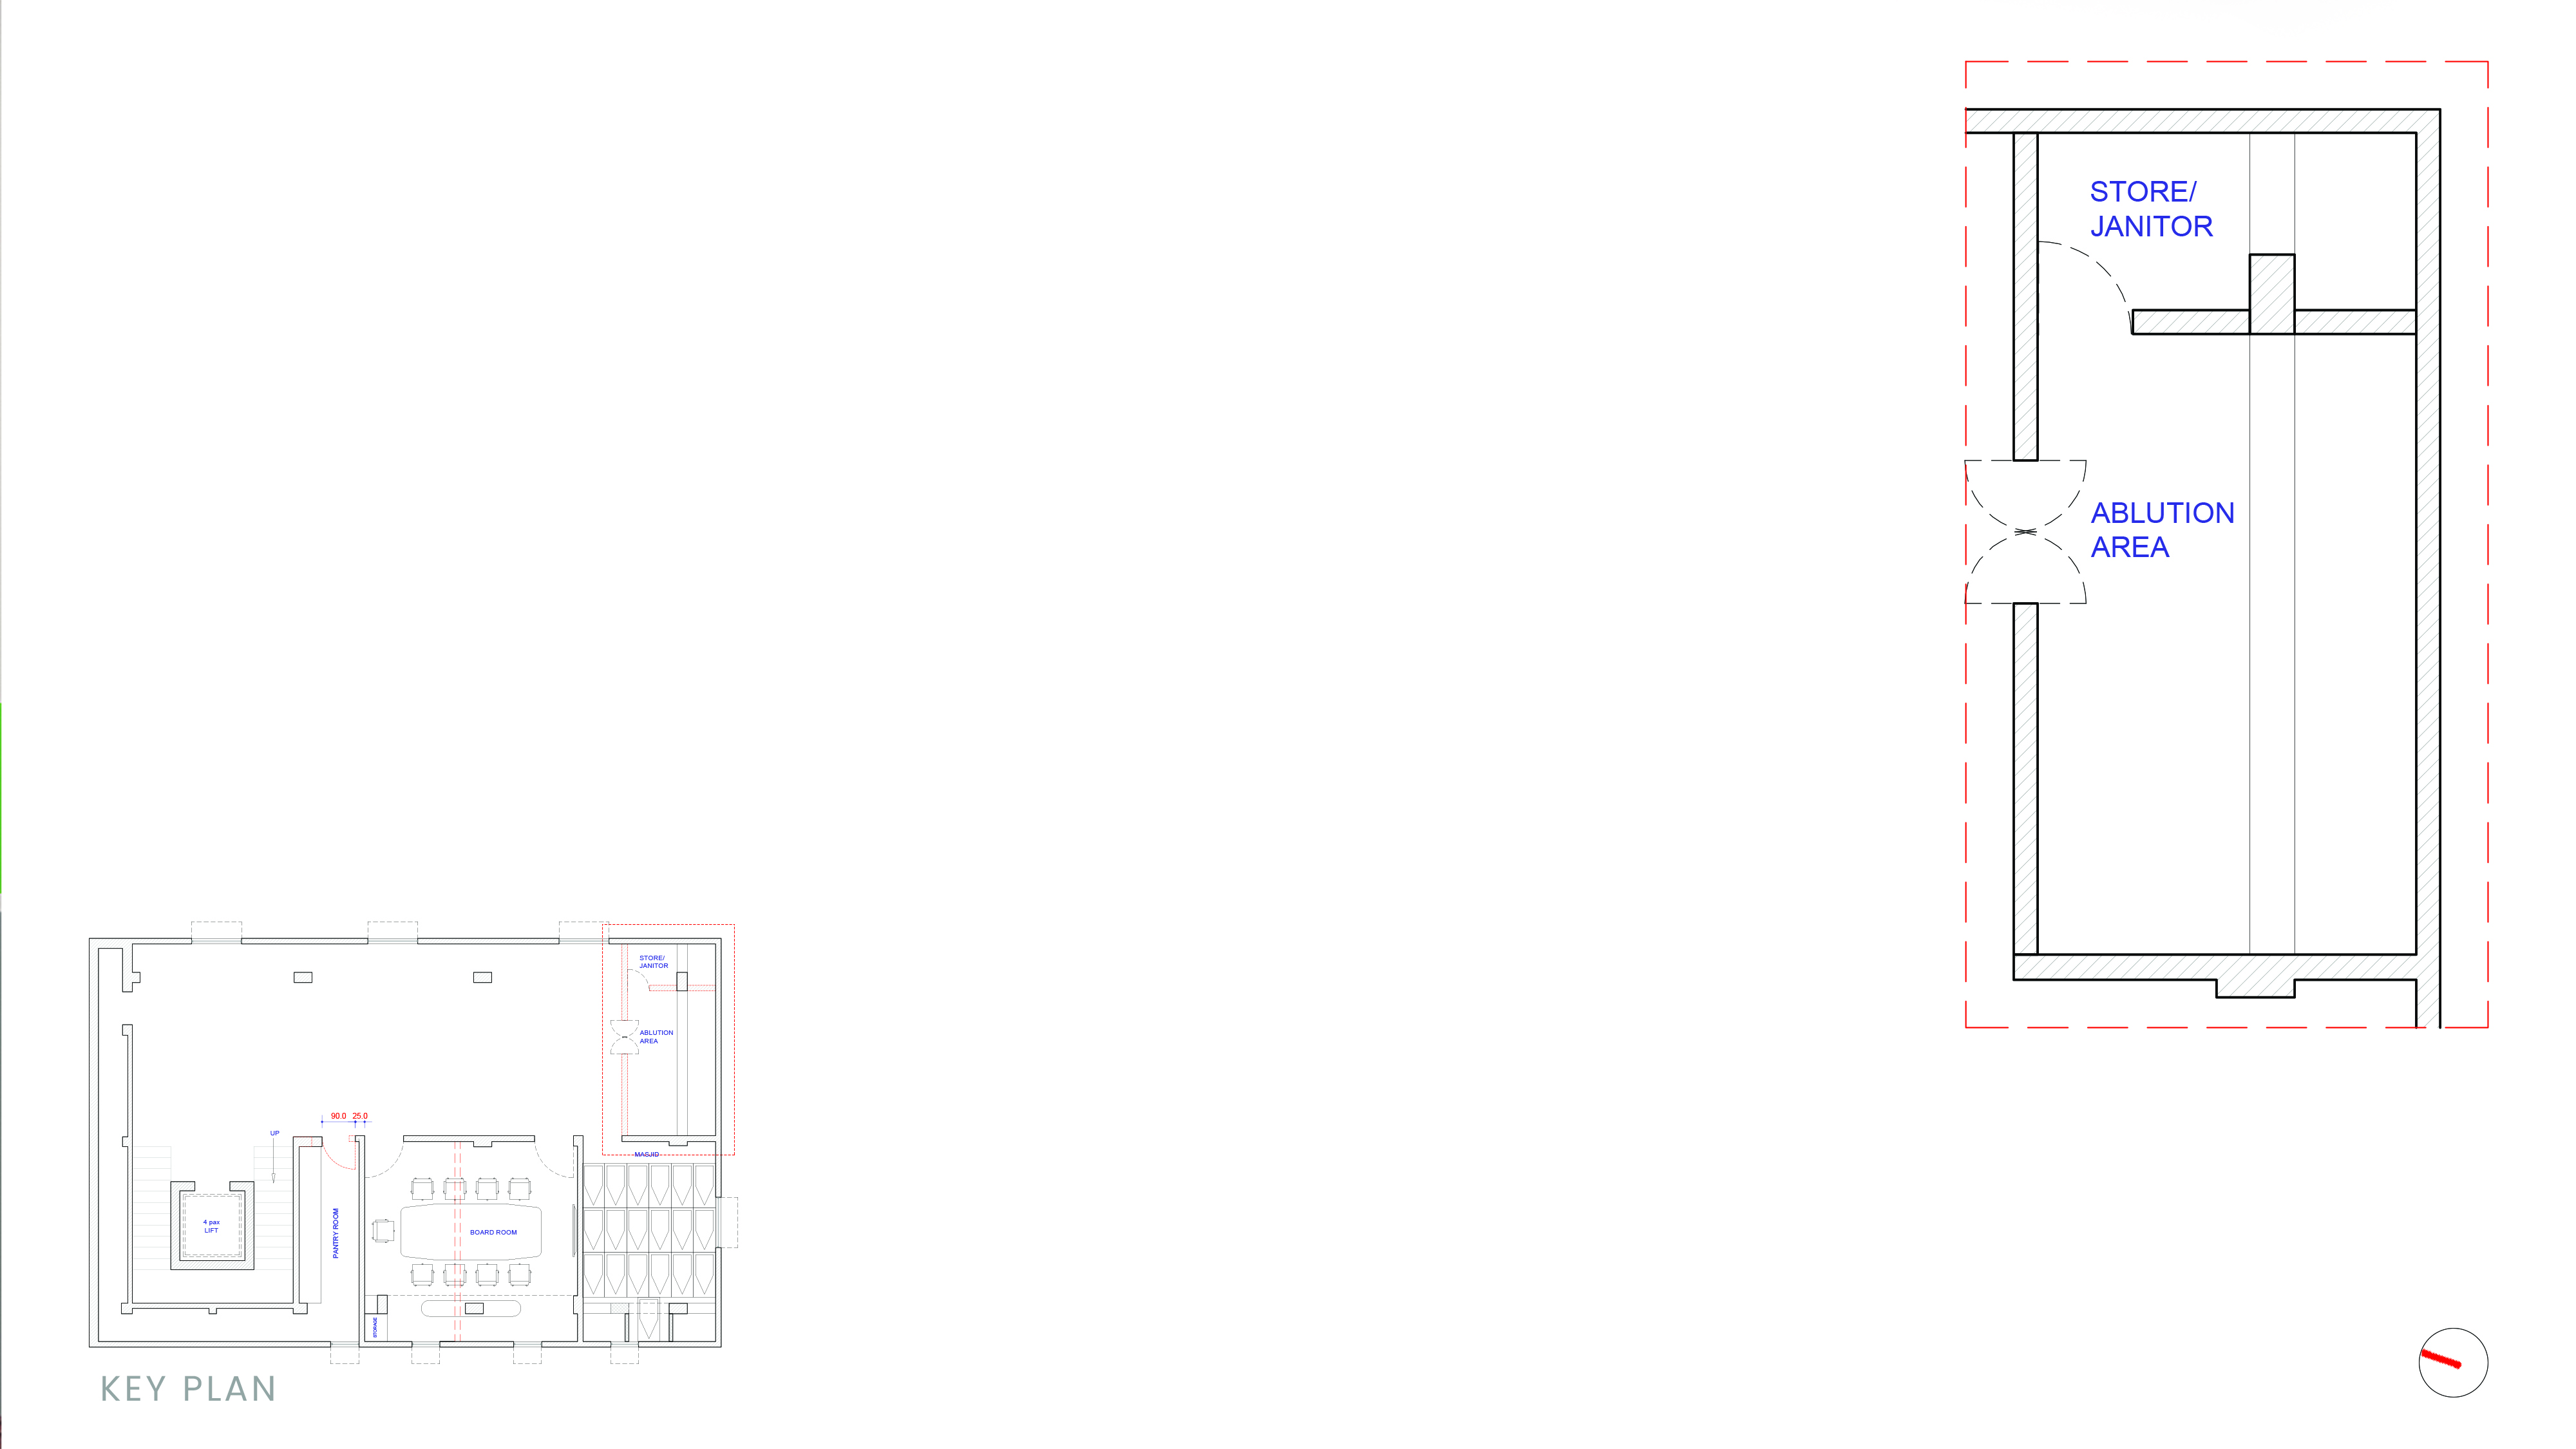 STORE/
JANITOR
ABLUTION
AREA
STORE/
JANITOR
ABLUTION
AREA
90.0 25.0
UP
MASJID
4 pax
LIFT
PANTRY ROOM
BOARD ROOM
STORAGE
KEY PLAN